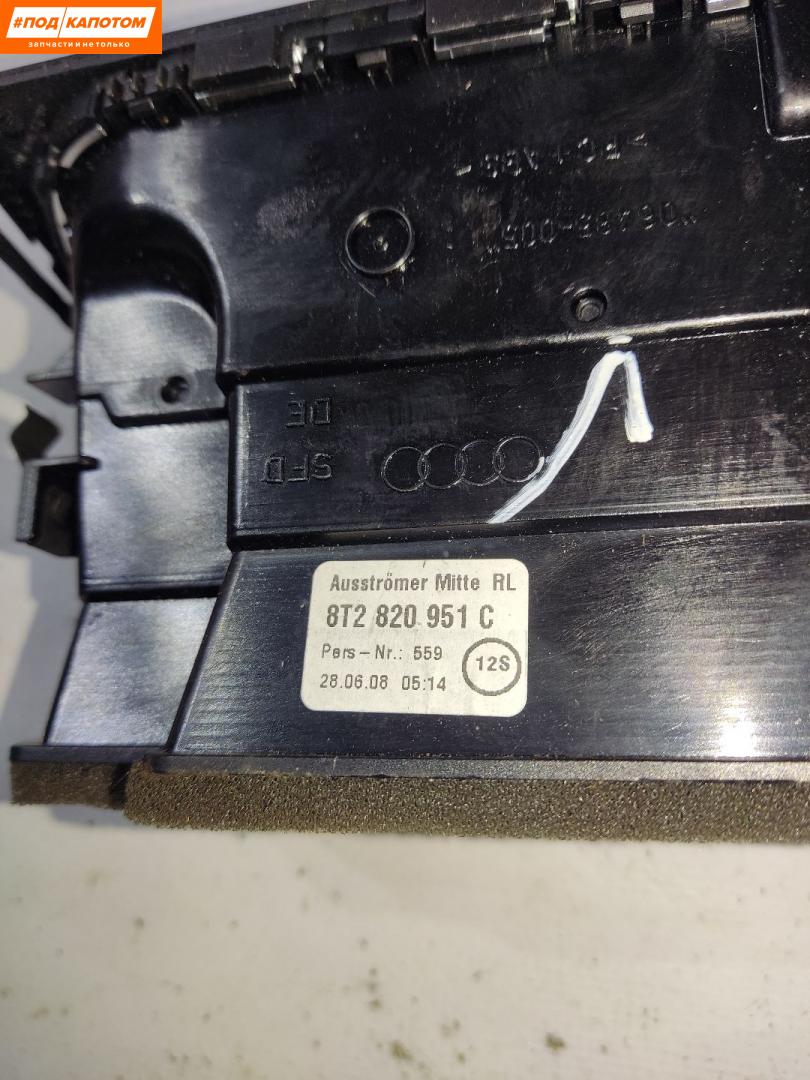 #ПОД КАПОТОМ
ЗАПЧАСТИ И НЕ ТОЛЬКО
DE
SFD
Ausströmer Mitte RL
8T2 820 951 C
Pers-Nr.: 559
12S
28.06.08 05:14